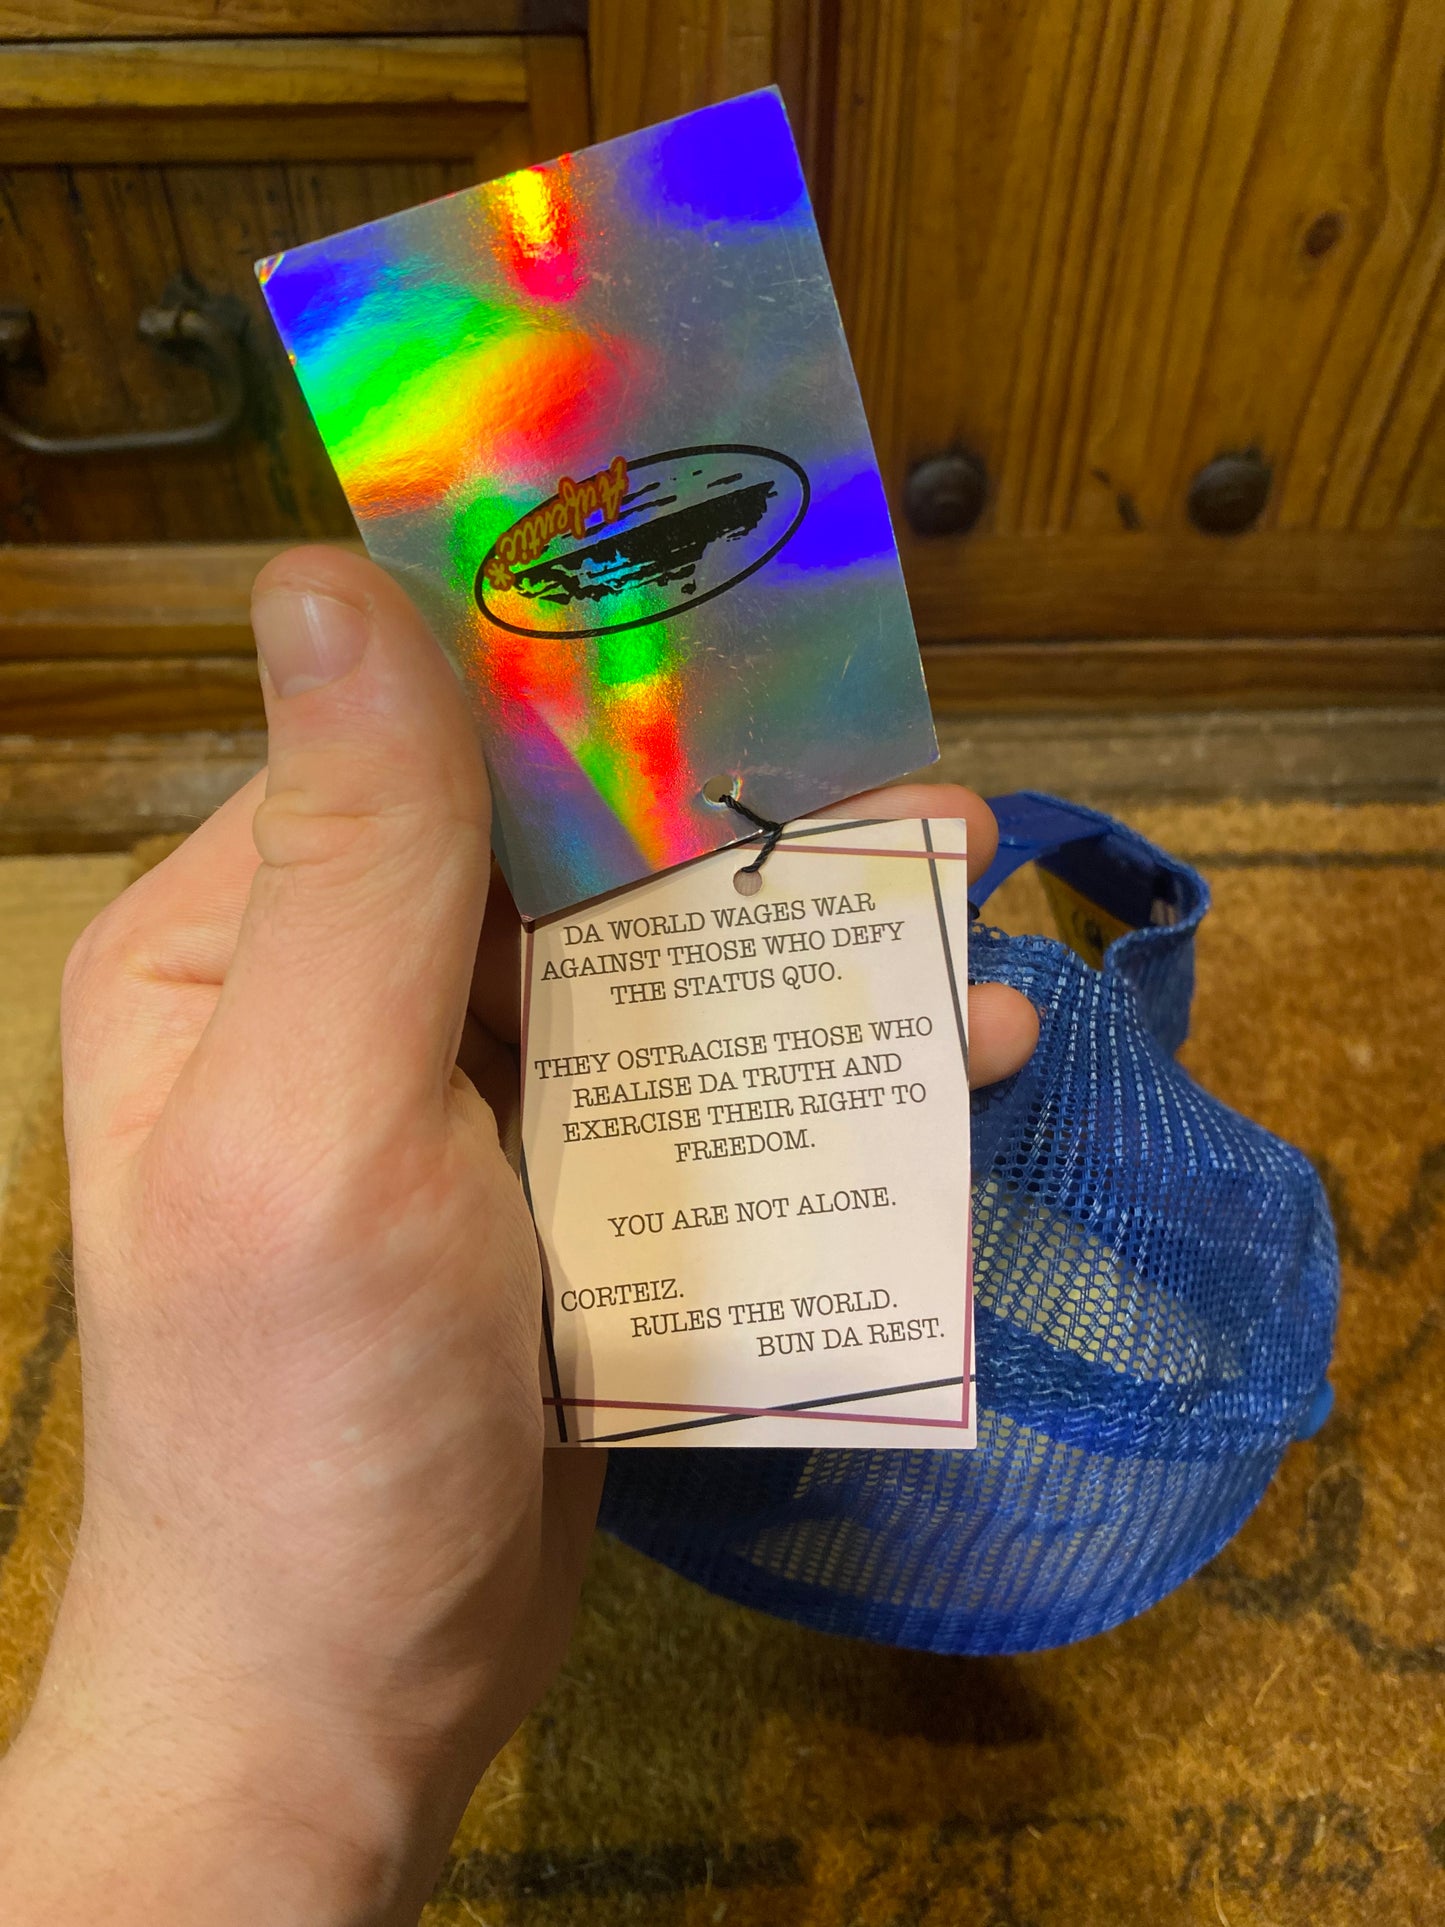 Authentic*
DA WORLD WAGES WAR
AGAINST THOSE WHO DEFY
THE STATUS QUO.
THEY OSTRACISE THOSE WHO
REALISE DA TRUTH AND
EXERCISE THEIR RIGHT TO
FREEDOM.
YOU ARE NOT ALONE.
CORTEIZ.
RULES THE WORLD.
BUN DA REST.